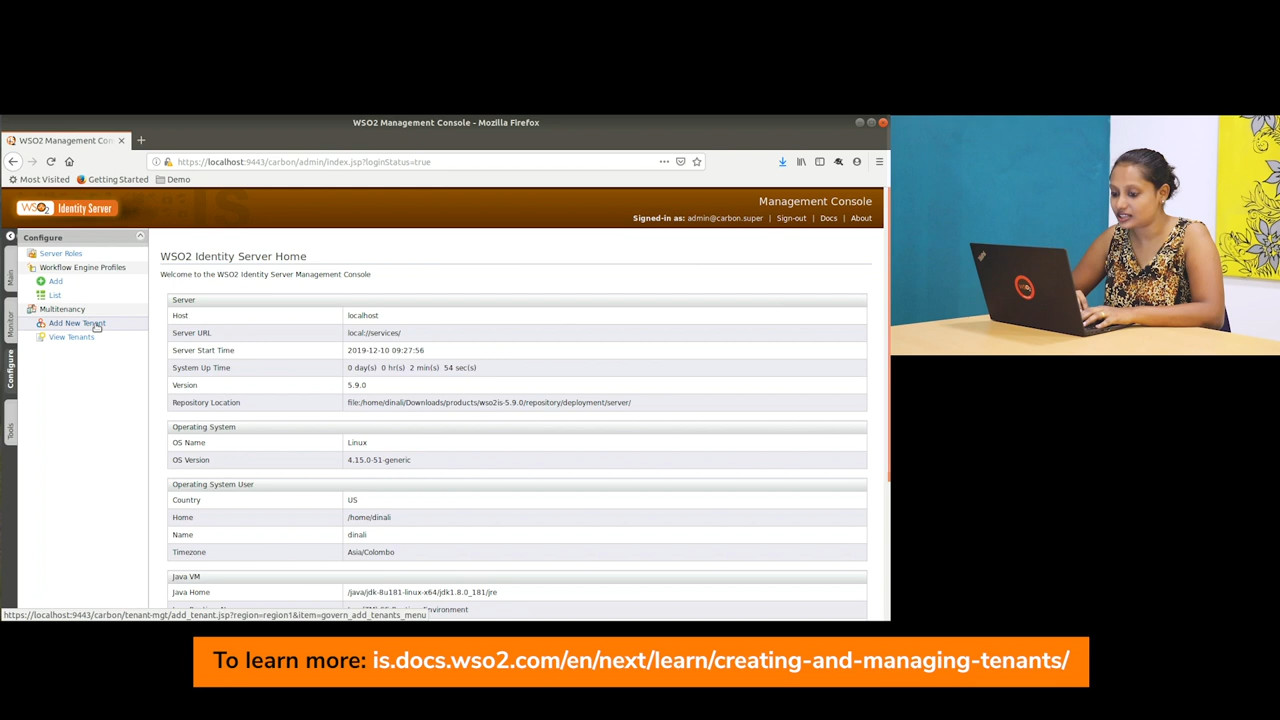 WSO2 Management Console - Mozilla Firefox
WSO2 Management Con
https://localhost:9443/carbon/admin/index.jsp?loginStatus=true
Most Visited Getting Started Demo
WSO2 Identity Server
Management Console
Signed-in as: admin@carbon.super Sign-out Docs About
Main
Monitor
Configure
Tools
Configure
Server Roles
Workflow Engine Profiles
Add
List
Multitenancy
Add New Tenant
View Tenants
WSO2 Identity Server Home
Welcome to the WSO2 Identity Server Management Console
Server
Host localhost
Server URL local://services/
Server Start Time 2019-12-10 09:27:56
System Up Time 0 day(s) 0 hr(s) 2 min(s) 54 sec(s)
Version 5.9.0
Repository Location file:/home/dinali/Downloads/products/wso2is-5.9.0/repository/deployment/server/
Operating System
OS Name Linux
OS Version 4.15.0-51-generic
Operating System User
Country US
Home /home/dinali
Name dinali
Timezone Asia/Colombo
Java VM
Java Home /java/jdk-8u181-linux-x64/jdk1.8.0_181/jre
Environment
https://localhost:9443/carbon/tenant-mgt/add_tenant.jsp?region=region1&item=govern_add_tenants_menu
To learn more: is.docs.wso2.com/en/next/learn/creating-and-managing-tenants/